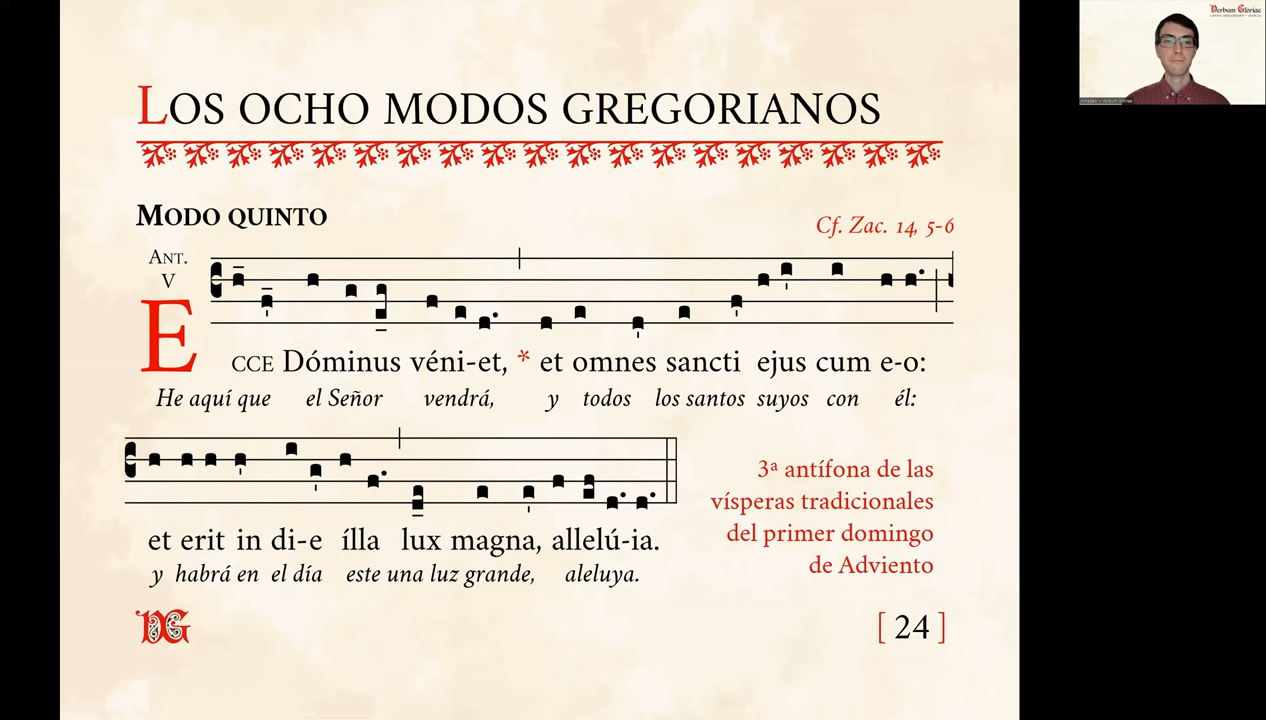 Verbum Gloriae
LOS OCHO MODOS GREGORIANOS
MODO QUINTO
Cf. Zac. 14, 5-6
ANT.
V
ECCE Dóminus véni-et, * et omnes sancti ejus cum e-o:
He aquí que el Señor vendrá, y todos los santos suyos con él:
et erit in di-e ílla lux magna, allelú-ia.
y habrá en el día este una luz grande, aleluya.
3ª antífona de las
vísperas tradicionales
del primer domingo
de Adviento
VG
[ 24 ]